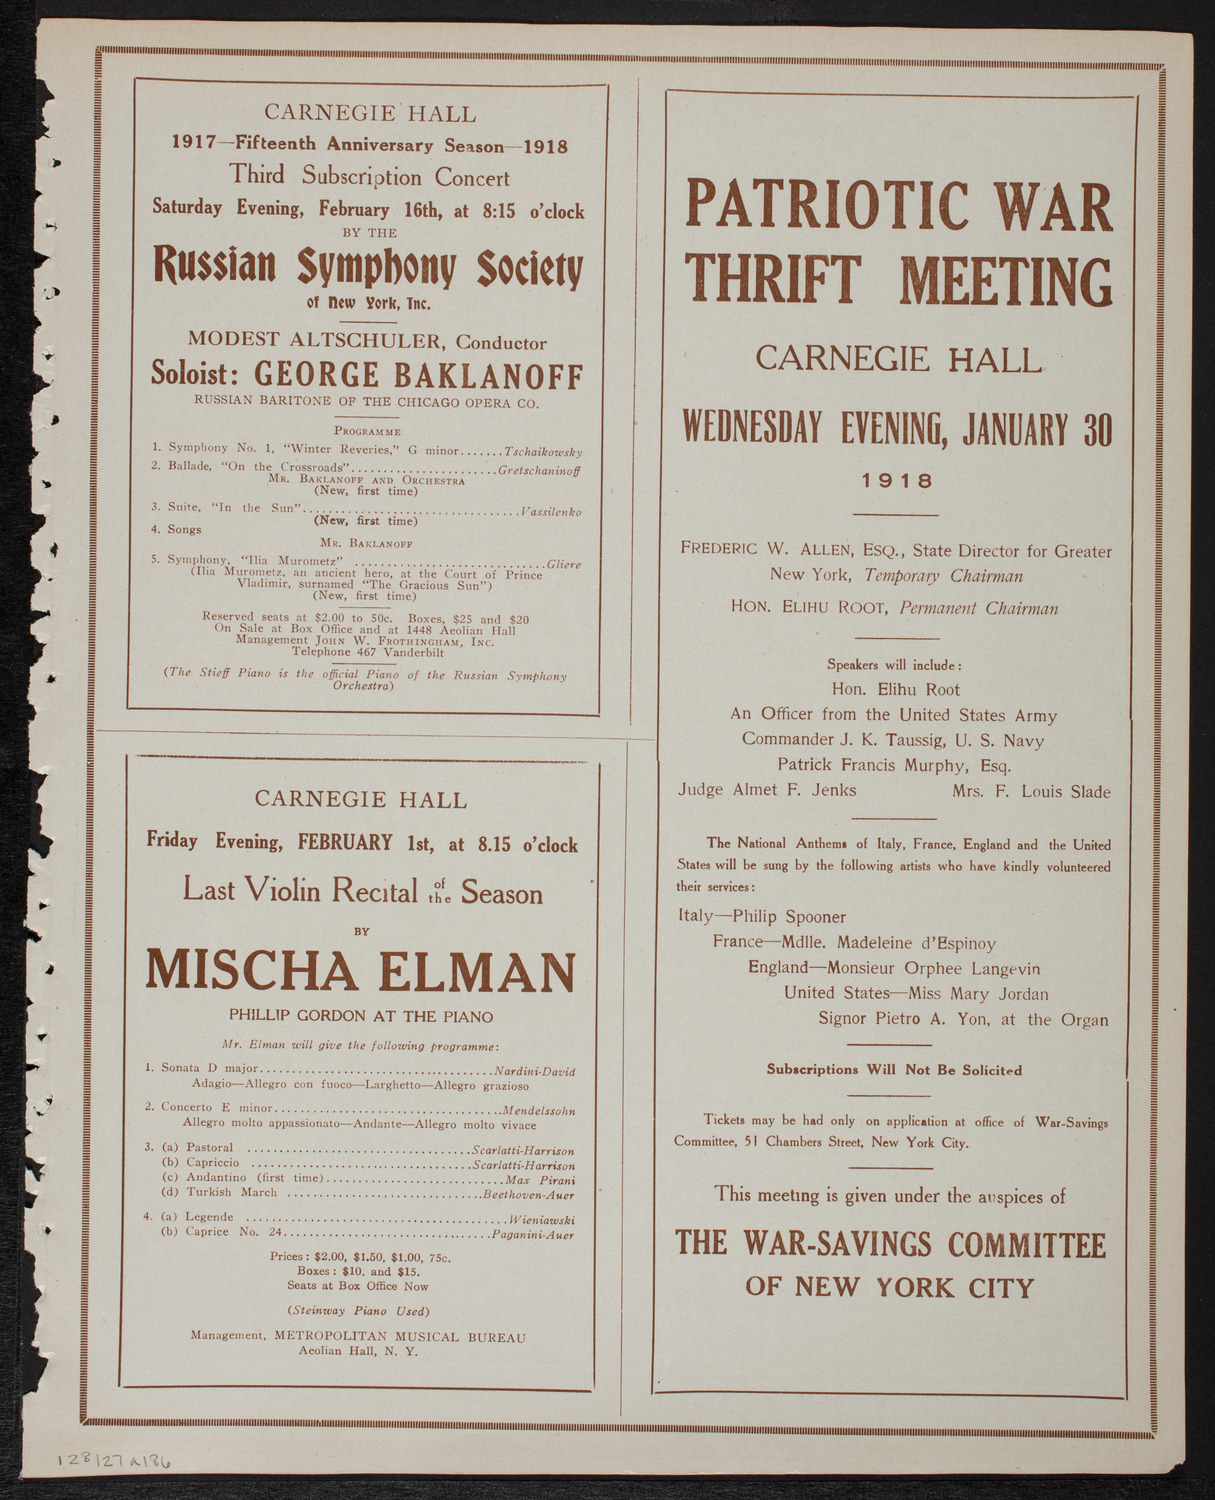 CARNEGIE HALL
1917—Fifteenth Anniversary Season—1918
Third Subscription Concert
Saturday Evening, February 16th, at 8:15 o'clock
BY THE
Russian Symphony Society
of New York, Inc.
MODEST ALTSCHULER, Conductor
Soloist: GEORGE BAKLANOFF
RUSSIAN BARITONE OF THE CHICAGO OPERA CO.
PROGRAMME
1. Symphony No. 1, "Winter Reveries," G minor.......Tschaikowsky
2. Ballade, "On the Crossroads".......................Gretschaninoff
MR. BAKLANOFF AND ORCHESTRA
(New, first time)
3. Suite, "In the Sun"..................................Vassilenko
(New, first time)
4. Songs
MR. BAKLANOFF
5. Symphony, "Ilia Murometz" ..............................Gliere
(Ilia Murometz, an ancient hero, at the Court of Prince
Vladimir, surnamed "The Gracious Sun")
(New, first time)
Reserved seats at $2.00 to 50c. Boxes, $25 and $20
On Sale at Box Office and at 1448 Aeolian Hall
Management JOHN W. FROTHINGHAM, INC.
Telephone 467 Vanderbilt
(The Stieff Piano is the official Piano of the Russian Symphony
Orchestra)
CARNEGIE HALL
Friday Evening, FEBRUARY 1st, at 8.15 o'clock
Last Violin Recital of the Season
BY
MISCHA ELMAN
PHILLIP GORDON AT THE PIANO
Mr. Elman will give the following programme:
1. Sonata D major.....................................Nardini-David
Adagio—Allegro con fuoco—Larghetto—Allegro grazioso
2. Concerto E minor...................................Mendelssohn
Allegro molto appassionato—Andante—Allegro molto vivace
3. (a) Pastoral ...................................Scarlatti-Harrison
(b) Capriccio ..................................Scarlatti-Harrison
(c) Andantino (first time)............................Max Pirani
(d) Turkish March ..............................Beethoven-Auer
4. (a) Legende .........................................Wieniawski
(b) Caprice No. 24................................Paganini-Auer
Prices: $2.00, $1.50, $1.00, 75c.
Boxes: $10. and $15.
Seats at Box Office Now
(Steinway Piano Used)
Management, METROPOLITAN MUSICAL BUREAU
Aeolian Hall, N. Y.
PATRIOTIC WAR
THRIFT MEETING
CARNEGIE HALL
WEDNESDAY EVENING, JANUARY 30
1918
FREDERIC W. ALLEN, ESQ., State Director for Greater
New York, Temporary Chairman
HON. ELIHU ROOT, Permanent Chairman
Speakers will include:
Hon. Elihu Root
An Officer from the United States Army
Commander J. K. Taussig, U. S. Navy
Patrick Francis Murphy, Esq.
Judge Almet F. Jenks Mrs. F. Louis Slade
The National Anthems of Italy, France, England and the United
States will be sung by the following artists who have kindly volunteered
their services:
Italy—Philip Spooner
France—Mdlle. Madeleine d'Espinoy
England—Monsieur Orphee Langevin
United States—Miss Mary Jordan
Signor Pietro A. Yon, at the Organ
Subscriptions Will Not Be Solicited
Tickets may be had only on application at office of War-Savings
Committee, 51 Chambers Street, New York City.
This meeting is given under the auspices of
THE WAR-SAVINGS COMMITTEE
OF NEW YORK CITY
128127a186